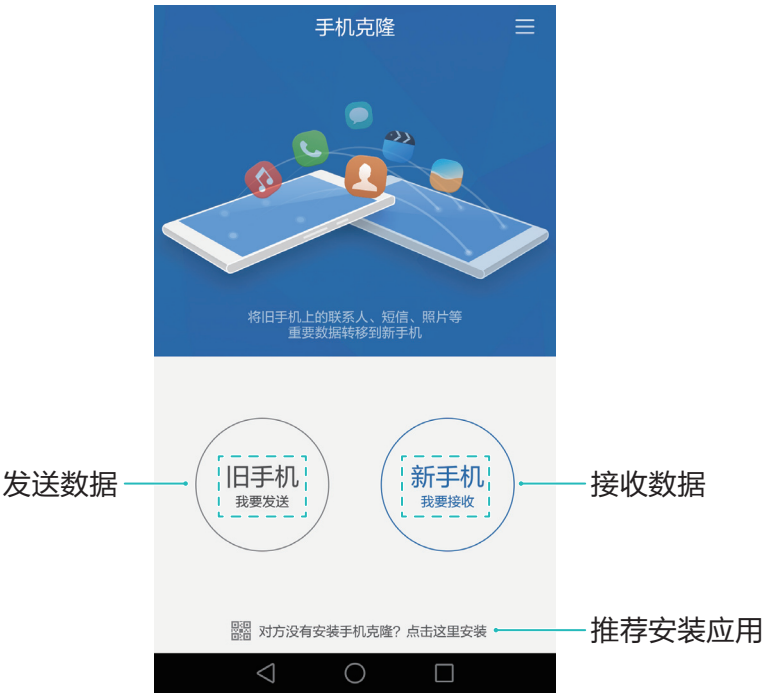 手机克隆
将旧手机上的联系人、短信、照片等
重要数据转移到新手机
发送数据
旧手机
我要发送
新手机
我要接收
接收数据
对方没有安装手机克隆？点击这里安装
推荐安装应用